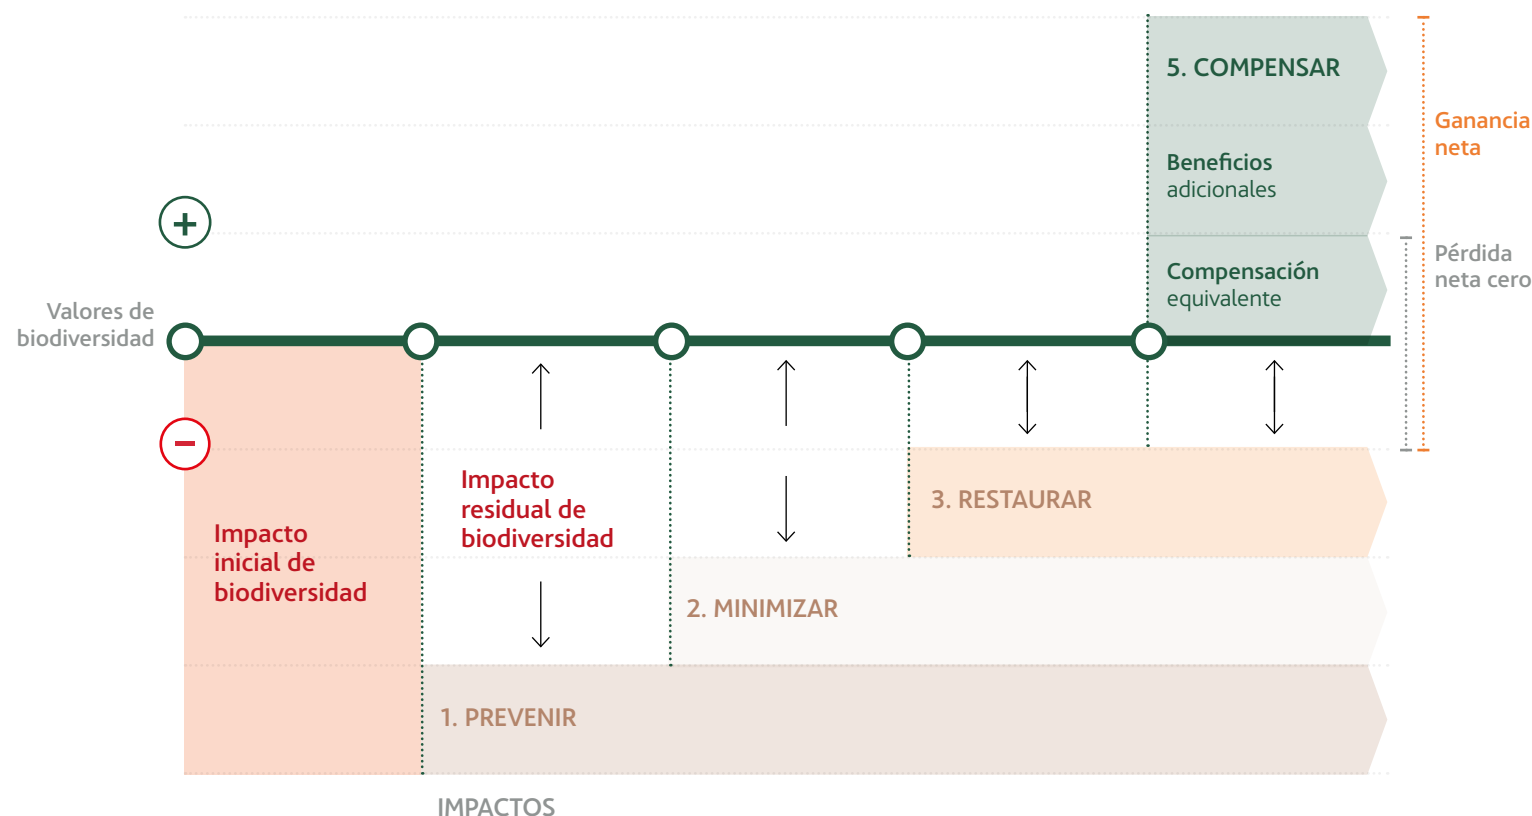 5. COMPENSAR
Ganancia
neta
Beneficios
adicionales
+
Pérdida
neta cero
Compensación
equivalente
Valores de
biodiversidad
−
Impacto
inicial de
biodiversidad
Impacto
residual de
biodiversidad
3. RESTAURAR
2. MINIMIZAR
1. PREVENIR
IMPACTOS